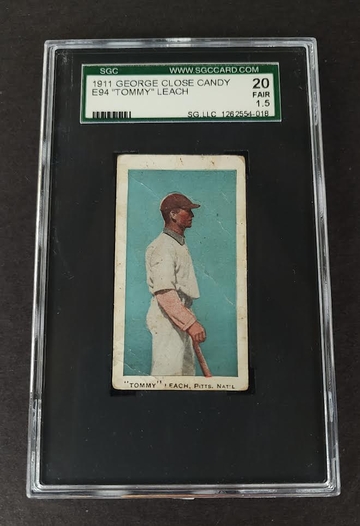 SGC WWW.SGCCARD.COM
1911 GEORGE CLOSE CANDY 20
E94 "TOMMY" LEACH FAIR
1.5
SG, LLC 1262554-018
"TOMMY" LEACH, PITTS. NAT'L